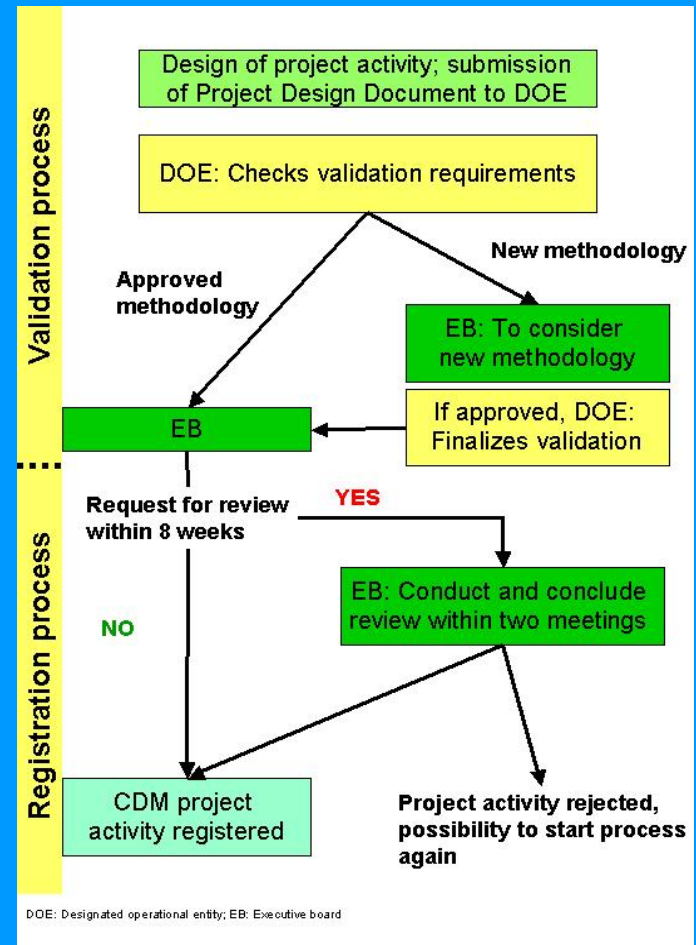 Validation process
Design of project activity; submission
of Project Design Document to DOE
DOE: Checks validation requirements
New methodology
Approved
methodology
EB: To consider
new methodology
If approved, DOE:
Finalizes validation
EB
Registration process
Request for review
within 8 weeks
YES
EB: Conduct and conclude
review within two meetings
NO
CDM project
activity registered
Project activity rejected,
possibility to start process
again
DOE: Designated operational entity; EB: Executive board